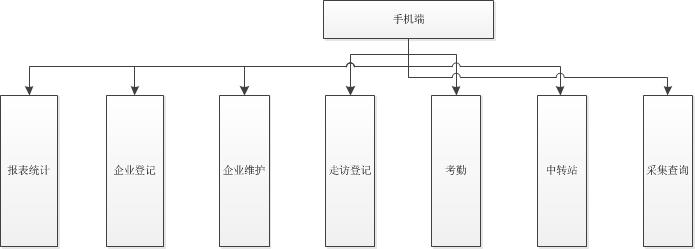 手机端
报表统计
企业登记
企业维护
走访登记
考勤
中转站
采集查询